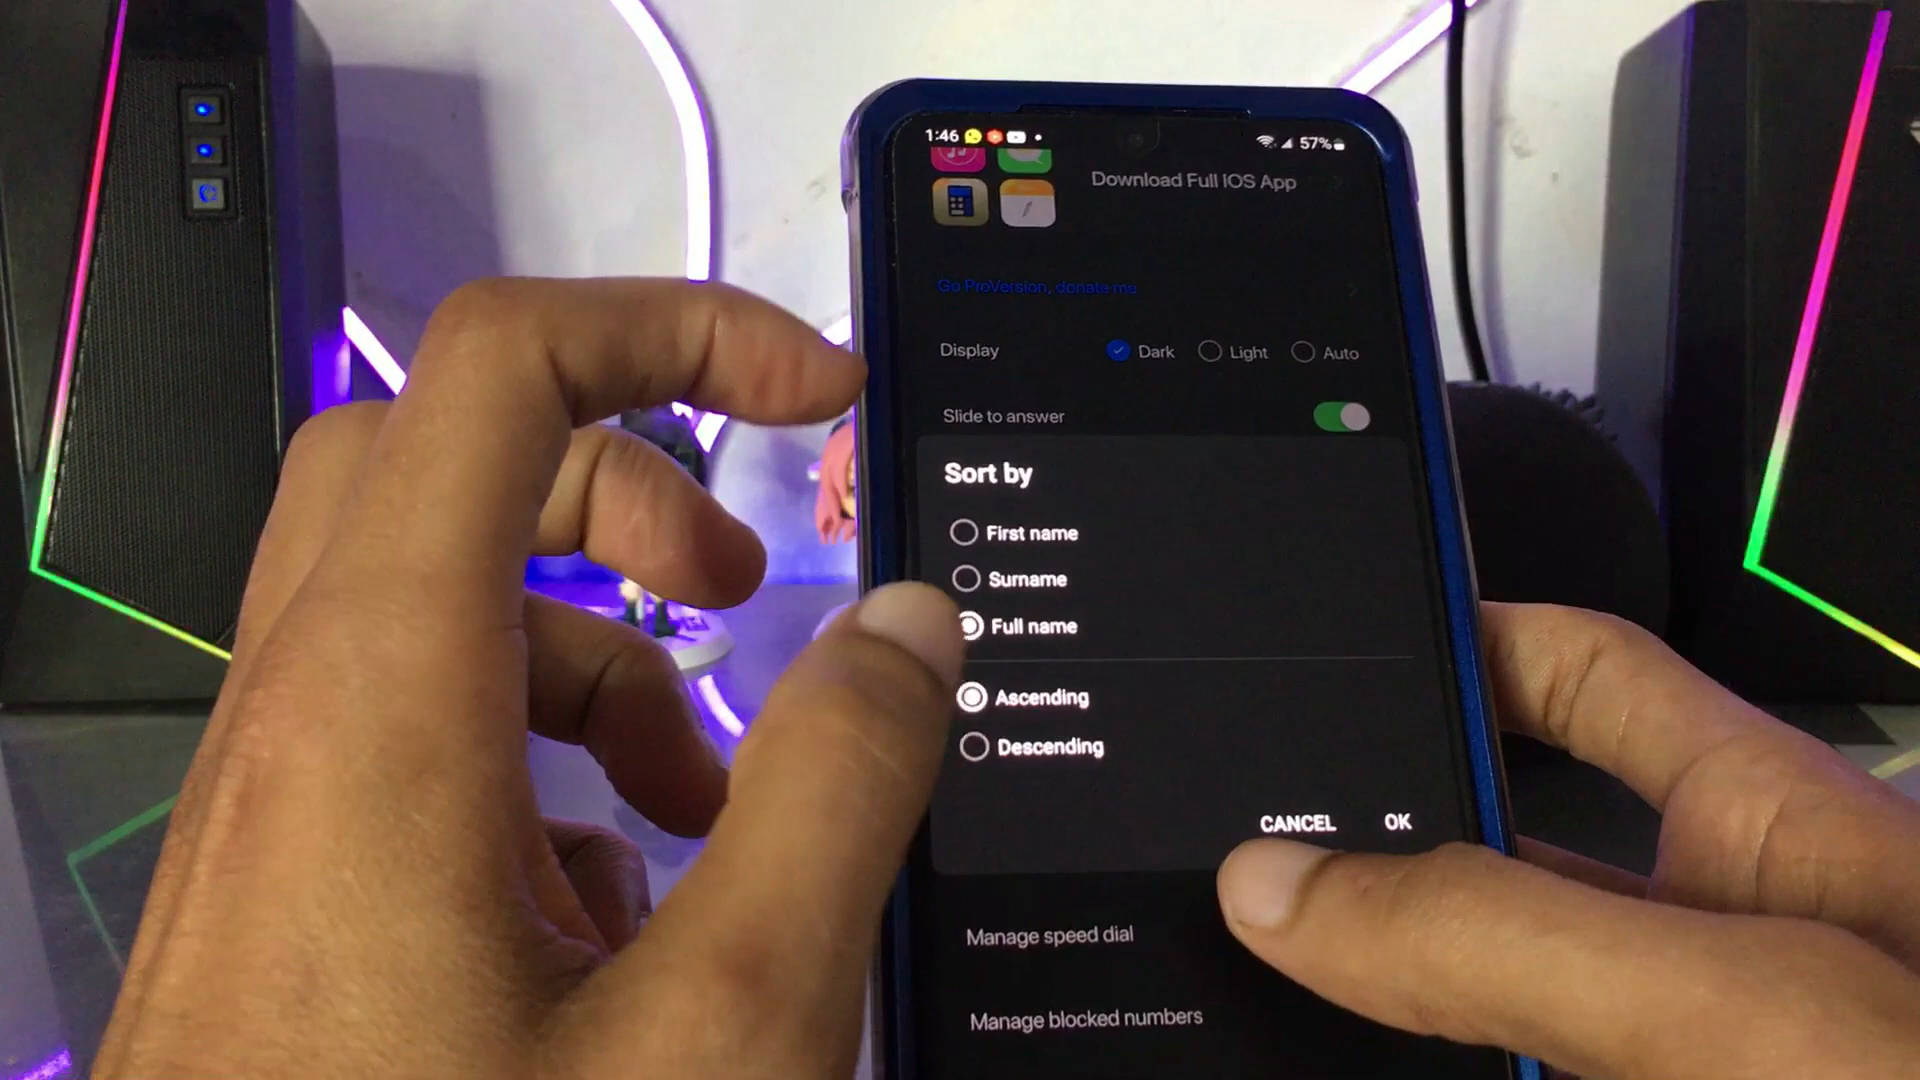 1:46
57%
Download Full IOS App
Go ProVersion, donate me
Display
Dark
Light
Auto
Slide to answer
Sort by
First name
Surname
Full name
Ascending
Descending
CANCEL
OK
Manage speed dial
Manage blocked numbers